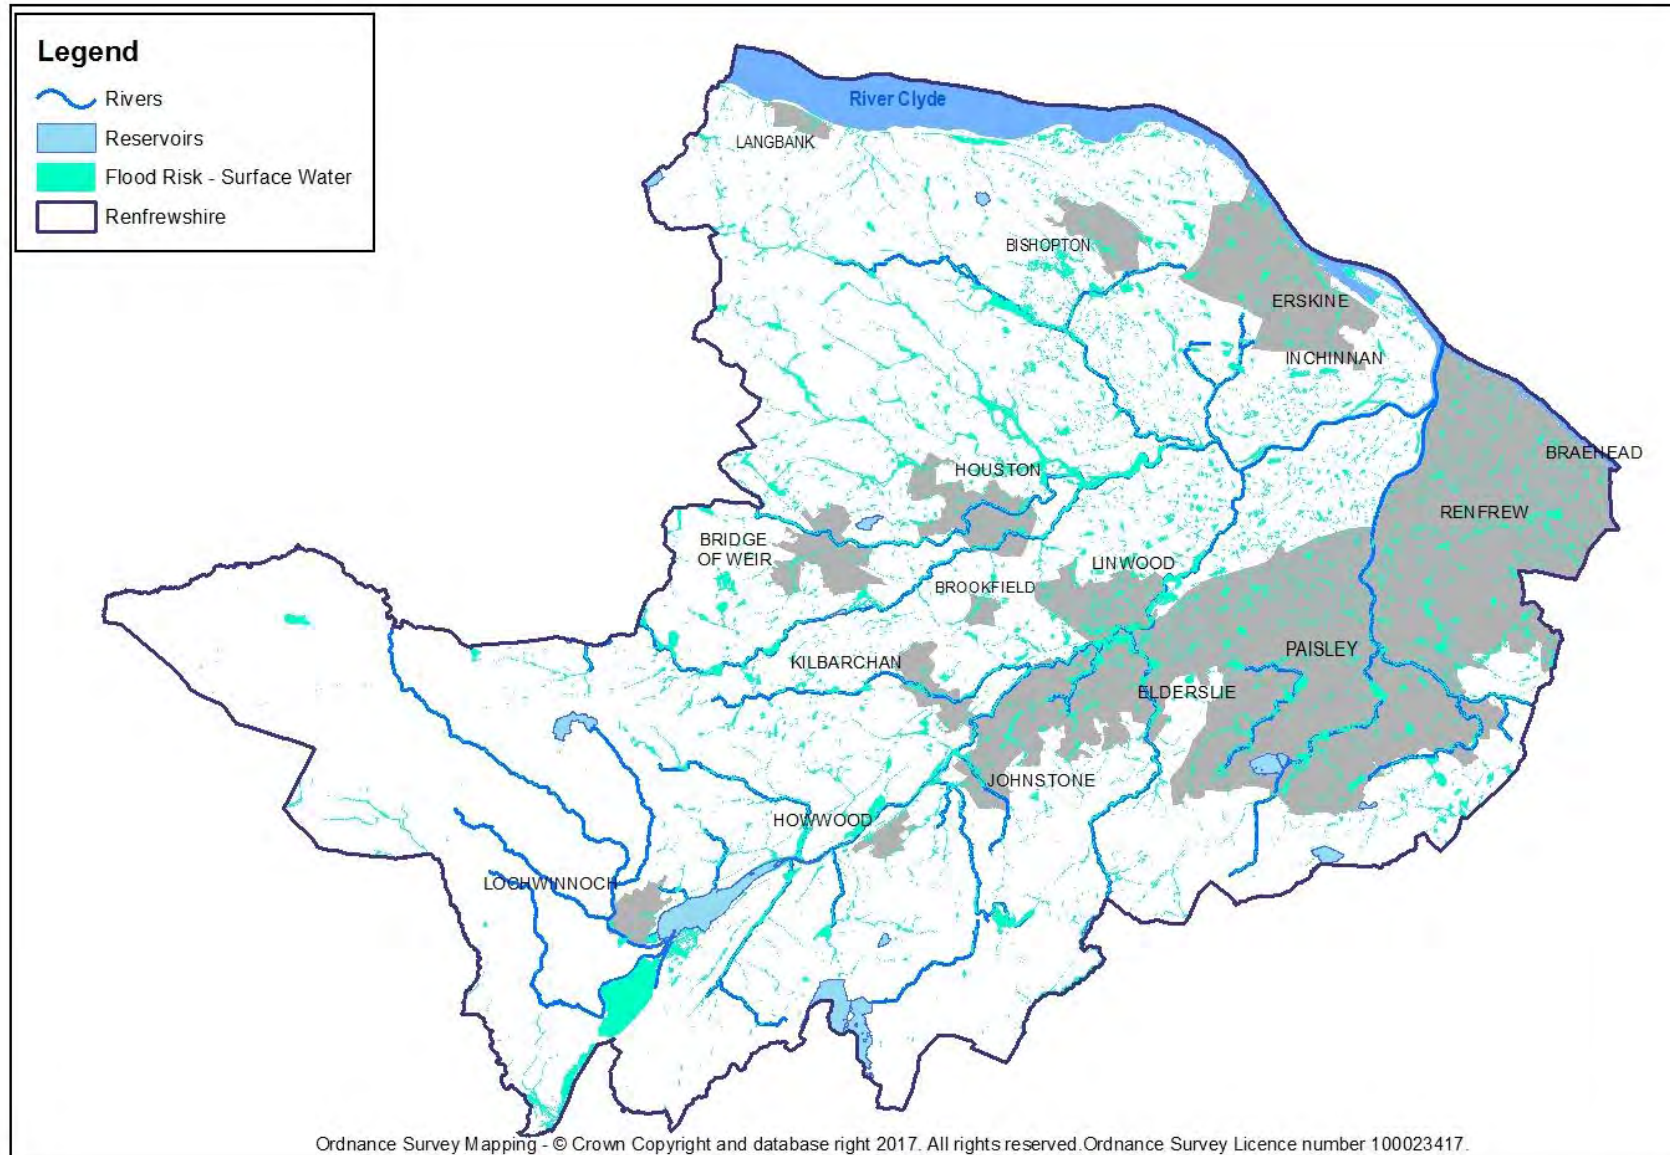 Legend
Rivers
Reservoirs
Flood Risk - Surface Water
Renfrewshire
River Clyde
LANGBANK
BISHOPTON
ERSKINE
INCHINNAN
BRAEHEAD
HOUSTON
RENFREW
BRIDGE
OF WEIR
LINWOOD
BROOKFIELD
PAISLEY
KILBARCHAN
ELDERSLIE
JOHNSTONE
HOWWOOD
LOCHWINNOCH
Ordnance Survey Mapping - © Crown Copyright and database right 2017. All rights reserved.Ordnance Survey Licence number 100023417.